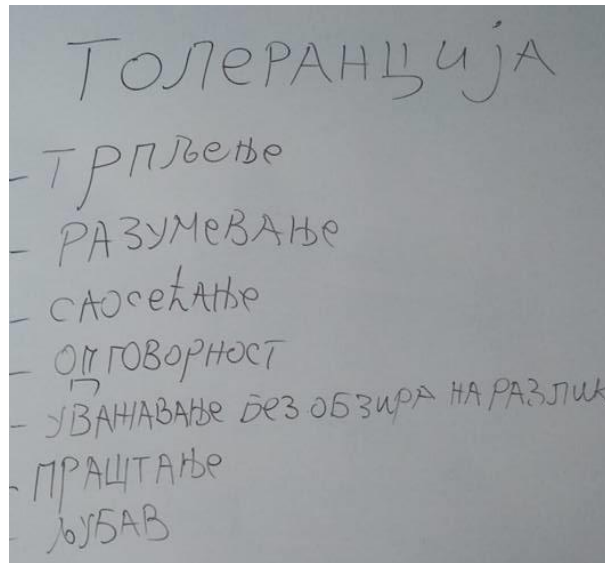 ТОЛЕРАНЦИЈА
- ТРПЉЕЊЕ
- РАЗУМЕВАЊЕ
- САОСЕЋАЊЕ
- ОДГОВОРНОСТ
- УВАЖАВАЊЕ БЕЗ ОБЗИРА НА РАЗЛИК
- ПРАШТАЊЕ
- ЉУБАВ